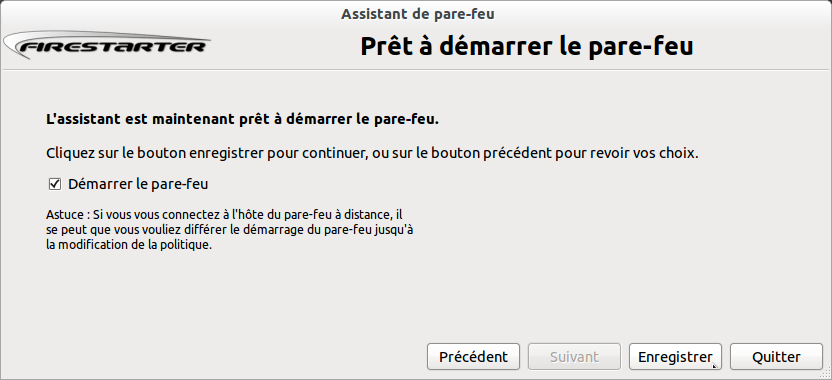 Assistant de pare-feu
FIRESTARTER
Prêt à démarrer le pare-feu
L'assistant est maintenant prêt à démarrer le pare-feu.
Cliquez sur le bouton enregistrer pour continuer, ou sur le bouton précédent pour revoir vos choix.
Démarrer le pare-feu
Astuce : Si vous vous connectez à l'hôte du pare-feu à distance, il
se peut que vous vouliez différer le démarrage du pare-feu jusqu'à
la modification de la politique.
Précédent
Suivant
Enregistrer
Quitter